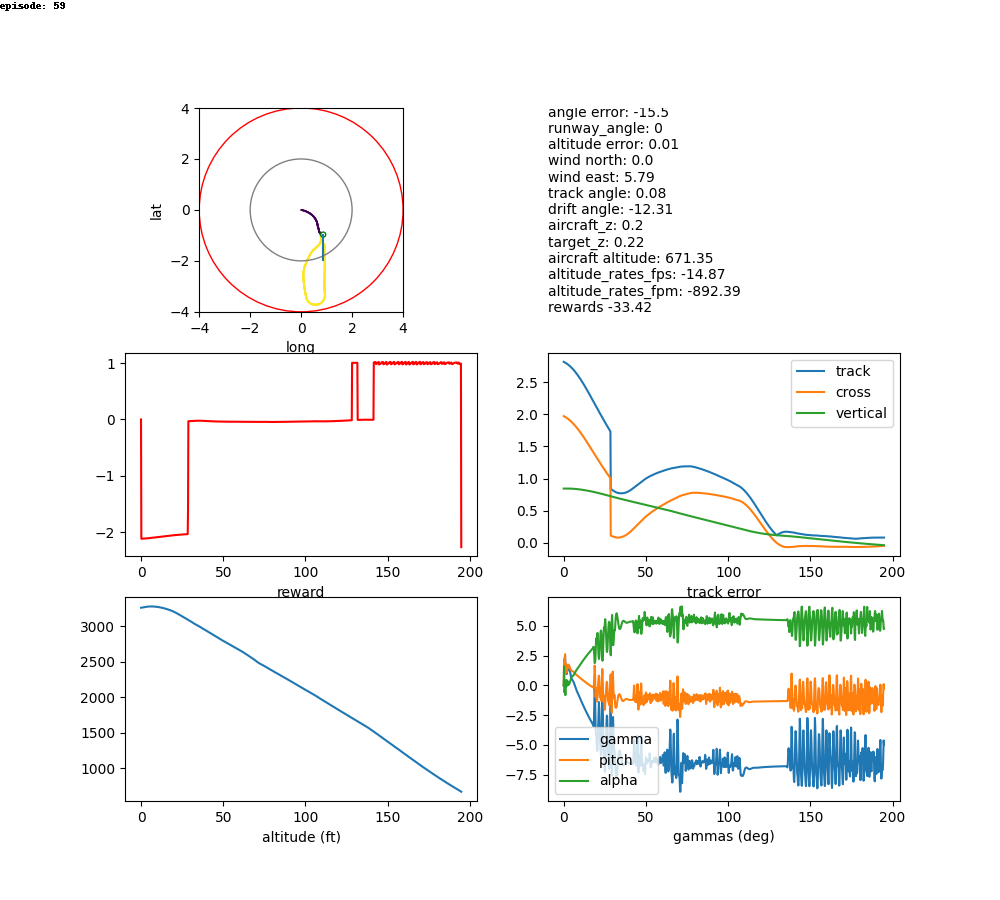 episode: 59
4
2
0
−2
−4
lat
−4 −2 0 2 4
long
angle error: -15.5
runway_angle: 0
altitude error: 0.01
wind north: 0.0
wind east: 5.79
track angle: 0.08
drift angle: -12.31
aircraft_z: 0.2
target_z: 0.22
aircraft altitude: 671.35
altitude_rates_fps: -14.87
altitude_rates_fpm: -892.39
rewards -33.42
1
0
−1
−2
0 50 100 150 200
reward
2.5
2.0
1.5
1.0
0.5
0.0
track
cross
vertical
0 50 100 150 200
track error
3000
2500
2000
1500
1000
0 50 100 150 200
altitude (ft)
5.0
2.5
0.0
−2.5
−5.0
−7.5
gamma
pitch
alpha
0 50 100 150 200
gammas (deg)